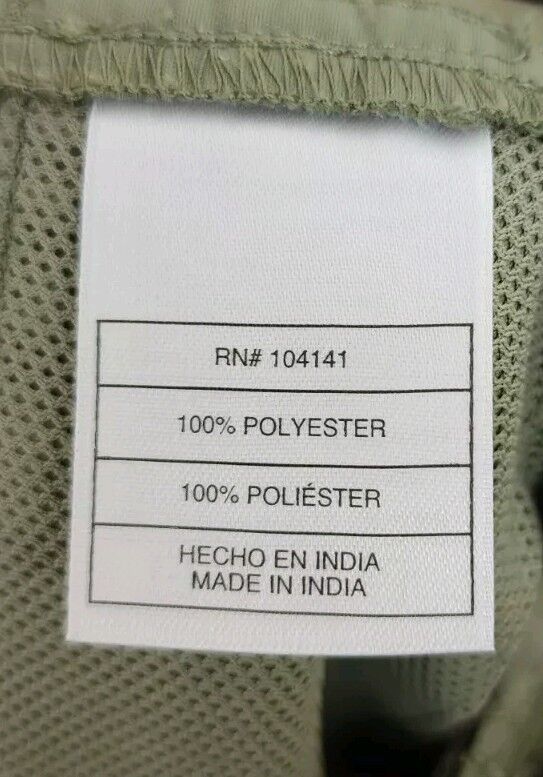 RN# 104141
100% POLYESTER
100% POLIÉSTER
HECHO EN INDIA
MADE IN INDIA